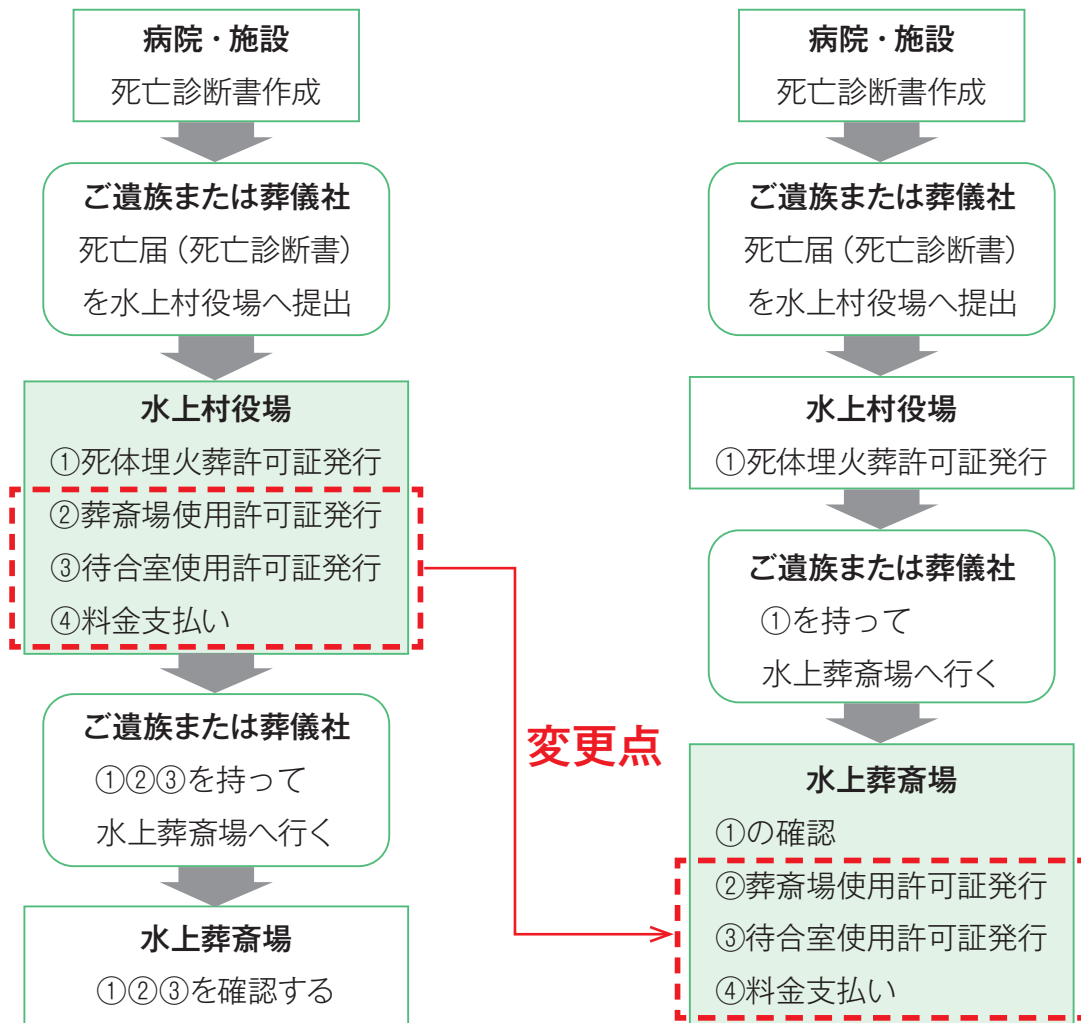 病院・施設
死亡診断書作成
ご遺族または葬儀社
死亡届（死亡診断書）
を水上村役場へ提出
水上村役場
①死体埋火葬許可証発行
②葬斎場使用許可証発行
③待合室使用許可証発行
④料金支払い
ご遺族または葬儀社
①②③を持って
水上葬斎場へ行く
水上葬斎場
①②③を確認する
変更点
病院・施設
死亡診断書作成
ご遺族または葬儀社
死亡届（死亡診断書）
を水上村役場へ提出
水上村役場
①死体埋火葬許可証発行
ご遺族または葬儀社
①を持って
水上葬斎場へ行く
水上葬斎場
①の確認
②葬斎場使用許可証発行
③待合室使用許可証発行
④料金支払い